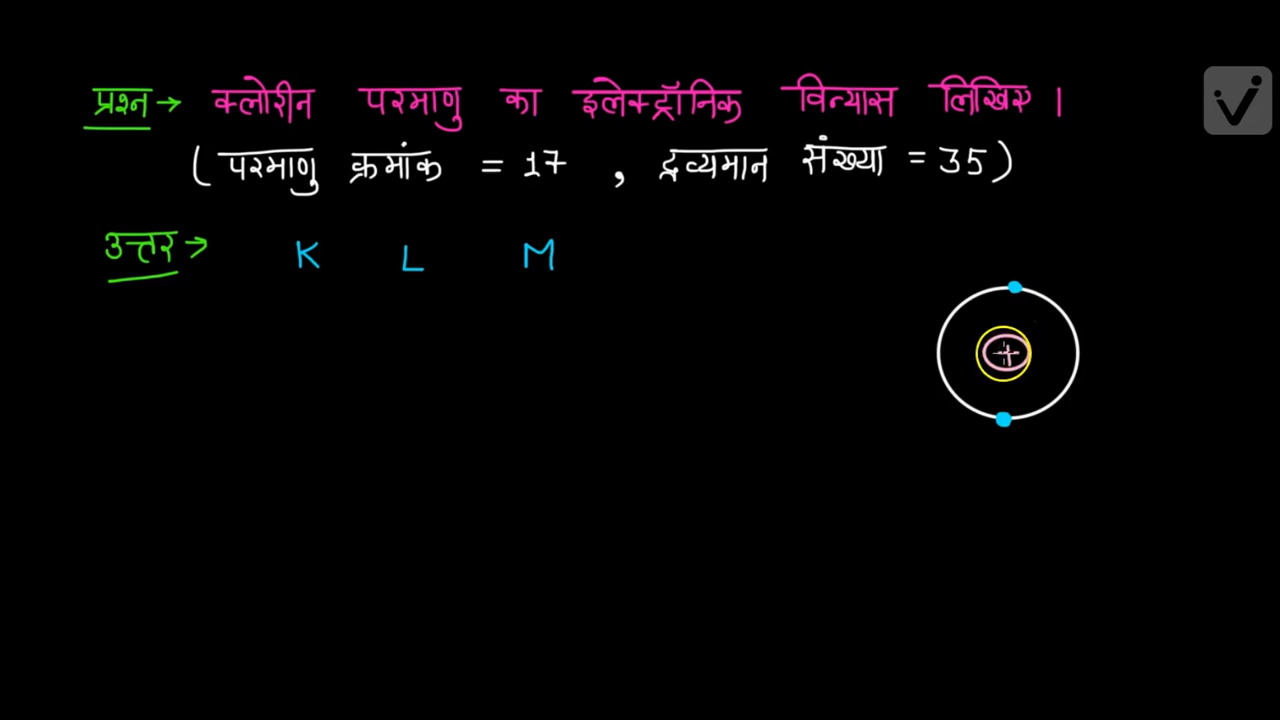 प्रश्न → क्लोरीन परमाणु का इलेक्ट्रॉनिक विन्यास लिखिए ।
( परमाणु क्रमांक = 17 , द्रव्यमान संख्या = 35 )
उत्तर → K L M
+